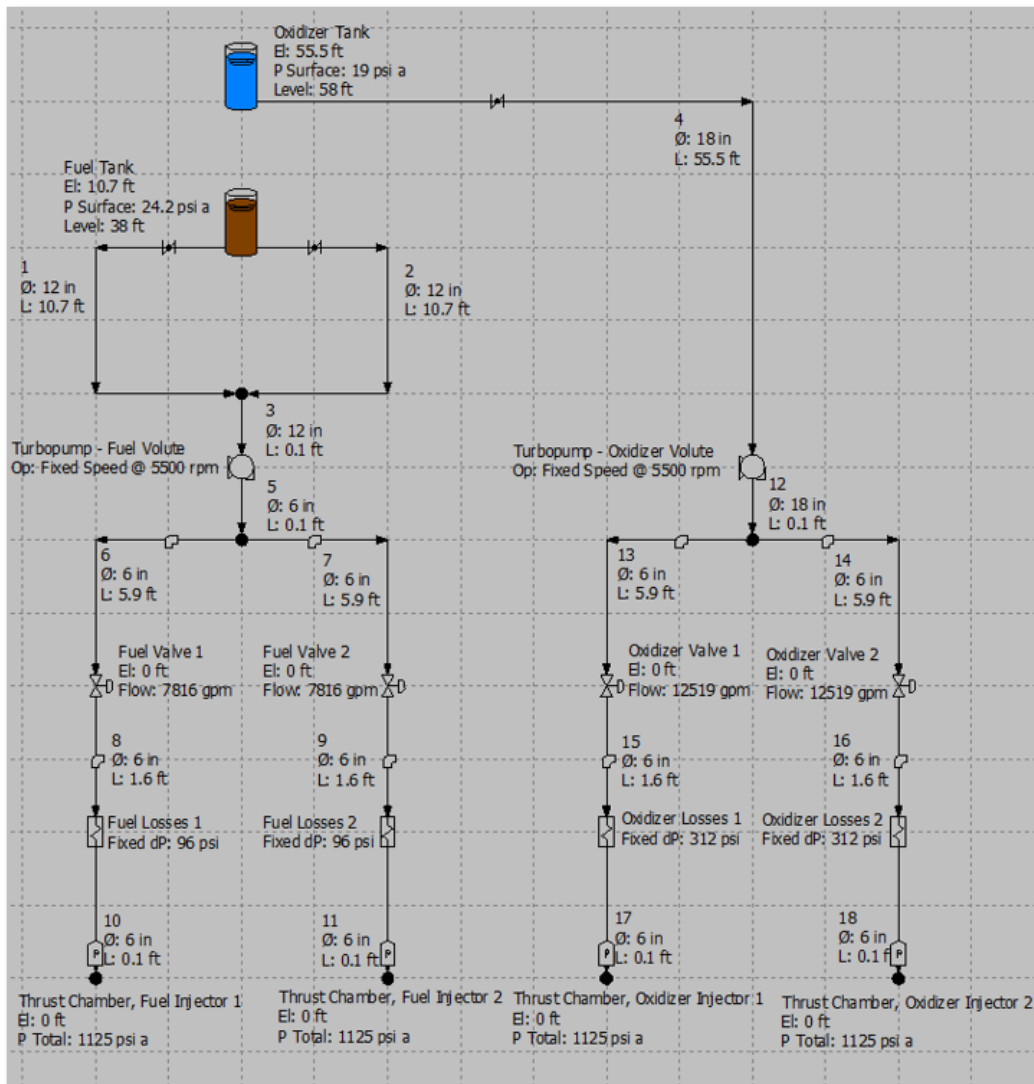 Oxidizer Tank
El: 55.5 ft
P Surface: 19 psi a
Level: 58 ft
4
Ø: 18 in
L: 55.5 ft
Fuel Tank
El: 10.7 ft
P Surface: 24.2 psi a
Level: 38 ft
1
Ø: 12 in
L: 10.7 ft
2
Ø: 12 in
L: 10.7 ft
3
Ø: 12 in
L: 0.1 ft
Turbopump - Fuel Volute
Op: Fixed Speed @ 5500 rpm
Turbopump - Oxidizer Volute
Op: Fixed Speed @ 5500 rpm
5
Ø: 6 in
L: 0.1 ft
12
Ø: 18 in
L: 0.1 ft
6
Ø: 6 in
L: 5.9 ft
7
Ø: 6 in
L: 5.9 ft
13
Ø: 6 in
L: 5.9 ft
14
Ø: 6 in
L: 5.9 ft
Fuel Valve 1
El: 0 ft
Flow: 7816 gpm
Fuel Valve 2
El: 0 ft
Flow: 7816 gpm
Oxidizer Valve 1
El: 0 ft
Flow: 12519 gpm
Oxidizer Valve 2
El: 0 ft
Flow: 12519 gpm
8
Ø: 6 in
L: 1.6 ft
9
Ø: 6 in
L: 1.6 ft
15
Ø: 6 in
L: 1.6 ft
16
Ø: 6 in
L: 1.6 ft
Fuel Losses 1
Fixed dP: 96 psi
Fuel Losses 2
Fixed dP: 96 psi
Oxidizer Losses 1
Fixed dP: 312 psi
Oxidizer Losses 2
Fixed dP: 312 psi
10
Ø: 6 in
L: 0.1 ft
P
11
Ø: 6 in
L: 0.1 ft
P
17
Ø: 6 in
L: 0.1 ft
P
18
Ø: 6 in
L: 0.1 f
P
Thrust Chamber, Fuel Injector 1
El: 0 ft
P Total: 1125 psi a
Thrust Chamber, Fuel Injector 2
El: 0 ft
P Total: 1125 psi a
Thrust Chamber, Oxidizer Injector 1
El: 0 ft
P Total: 1125 psi a
Thrust Chamber, Oxidizer Injector 2
El: 0 ft
P Total: 1125 psi a